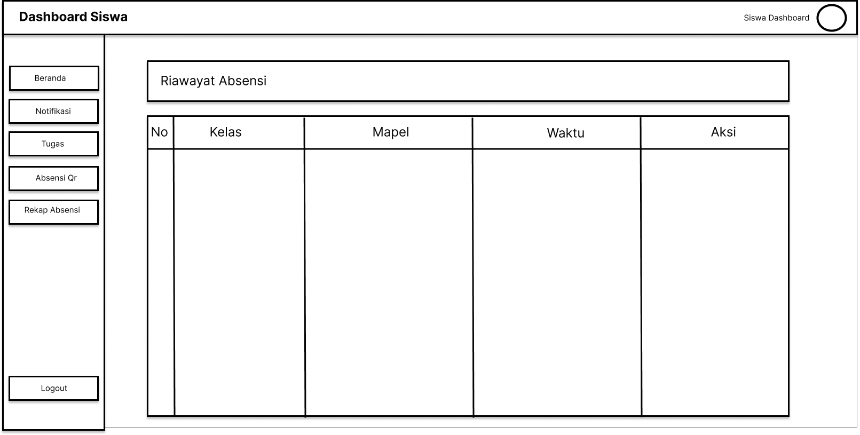 Dashboard Siswa
Siswa Dashboard
Beranda
Notifikasi
Tugas
Absensi Qr
Rekap Absensi
Logout
Riawayat Absensi
No Kelas Mapel Waktu Aksi